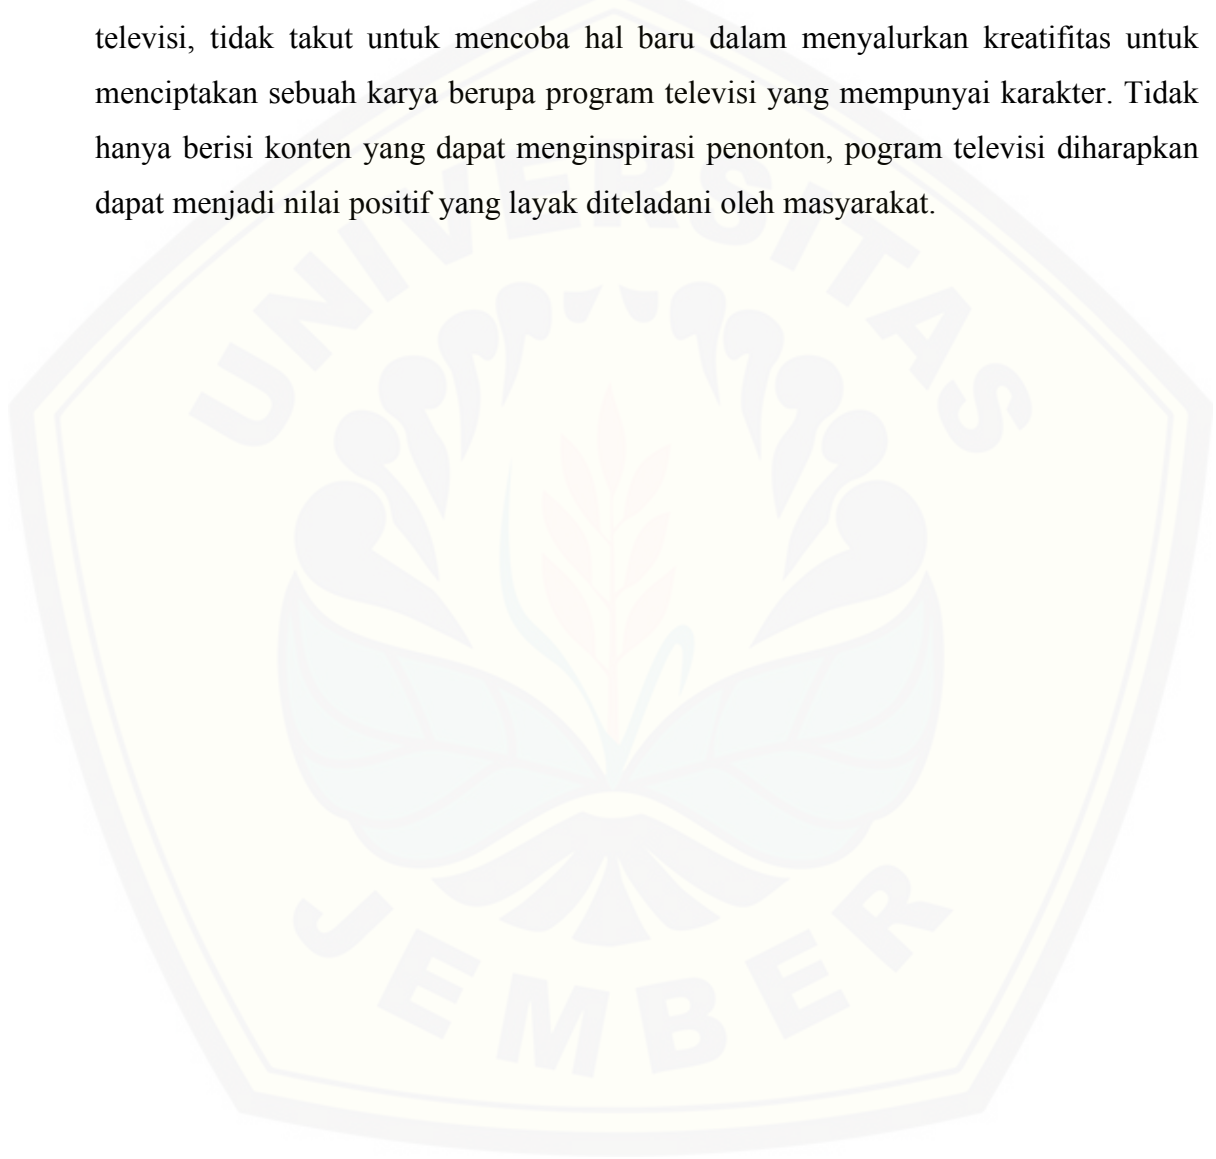 televisi, tidak takut untuk mencoba hal baru dalam menyalurkan kreatifitas untuk
menciptakan sebuah karya berupa program televisi yang mempunyai karakter. Tidak
hanya berisi konten yang dapat menginspirasi penonton, pogram televisi diharapkan
dapat menjadi nilai positif yang layak diteladani oleh masyarakat.
UNIVERSITAS
JEMBER